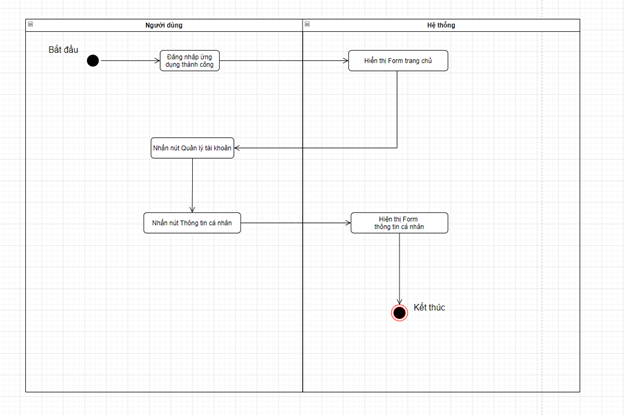 Người dùng
Hệ thống
Bắt đầu
Đăng nhập ứng
dụng thành công
Hiển thị Form trang chủ
Nhấn nút Quản lý tài khoản
Nhấn nút Thông tin cá nhân
Hiện thị Form
thông tin cá nhân
Kết thúc